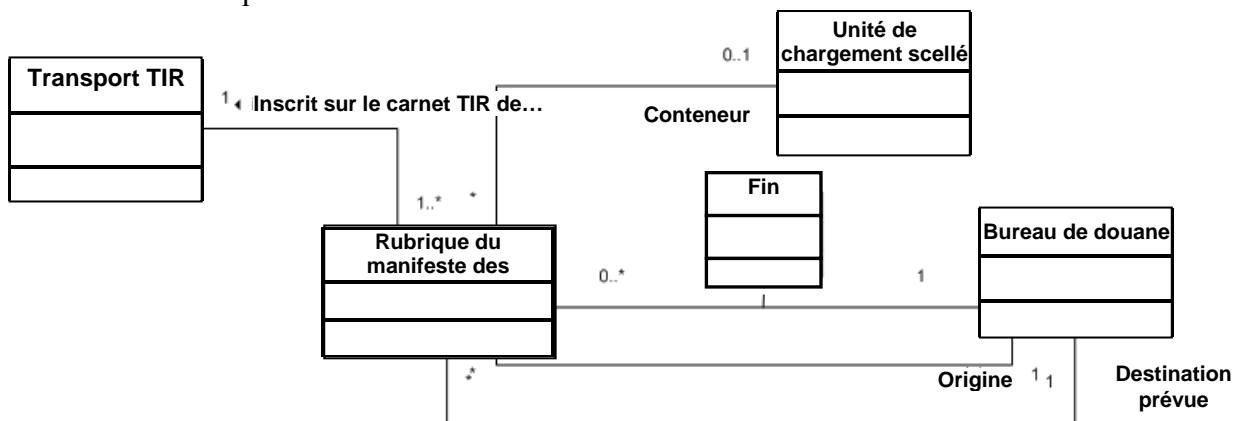 Unité de
chargement scellé
0..1
Transport TIR
1
Inscrit sur le carnet TIR de…
Conteneur
Fin
1..*
*
Bureau de douane
Rubrique du
manifeste des
0..*
1
*
Origine
1
1
Destination
prévue